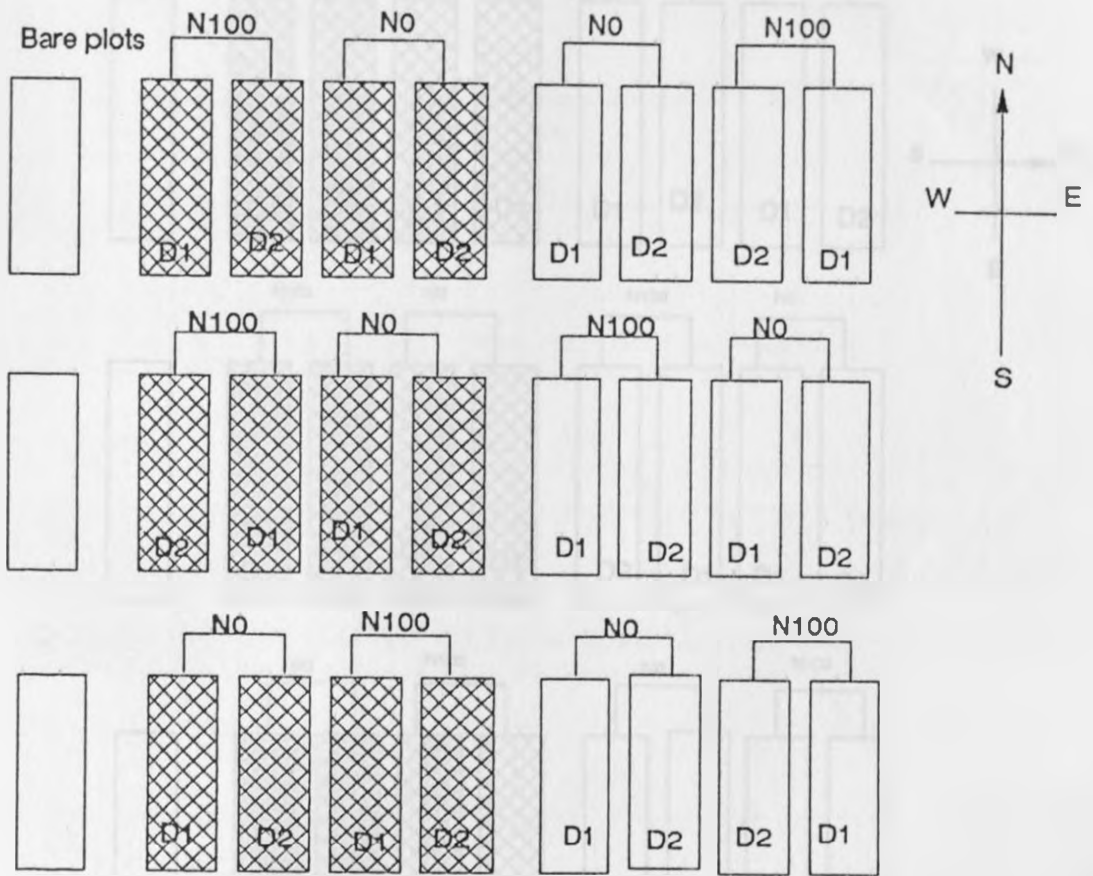 Bare plots
N100 N0 N0 N100
N
W E
D1 D2 D1 D2 D1 D2 D2 D1
N100 N0 N100 N0
S
D2 D1 D1 D2 D1 D2 D1 D2
N0 N100 N0 N100
D1 D2 D1 D2 D1 D2 D2 D1